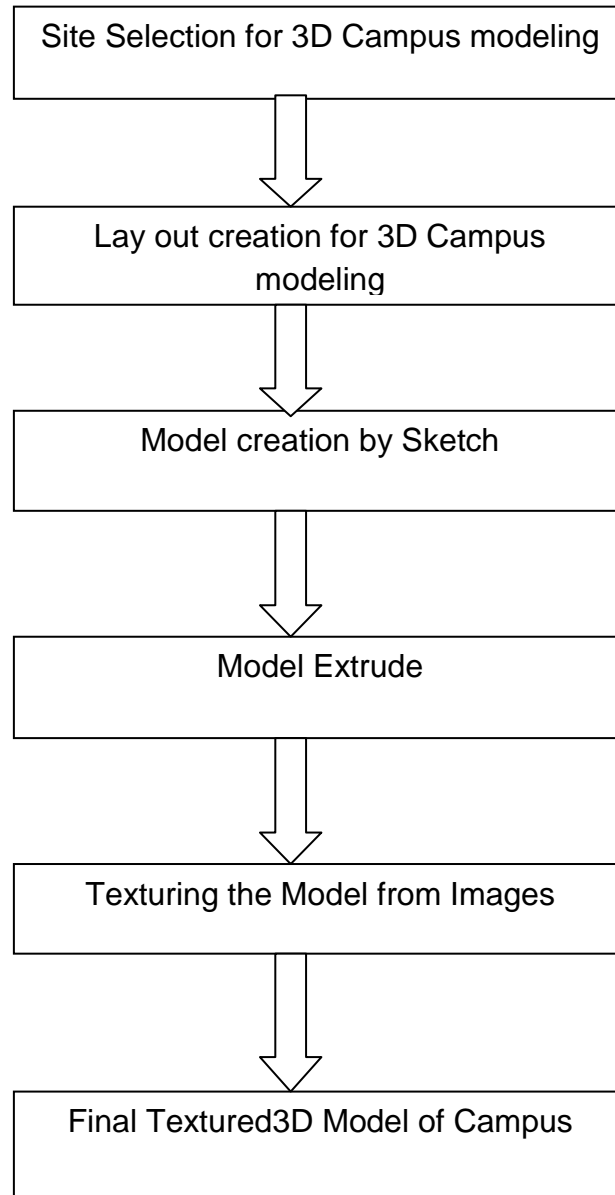 Site Selection for 3D Campus modeling
Lay out creation for 3D Campus
modeling
Model creation by Sketch
Model Extrude
Texturing the Model from Images
Final Textured3D Model of Campus